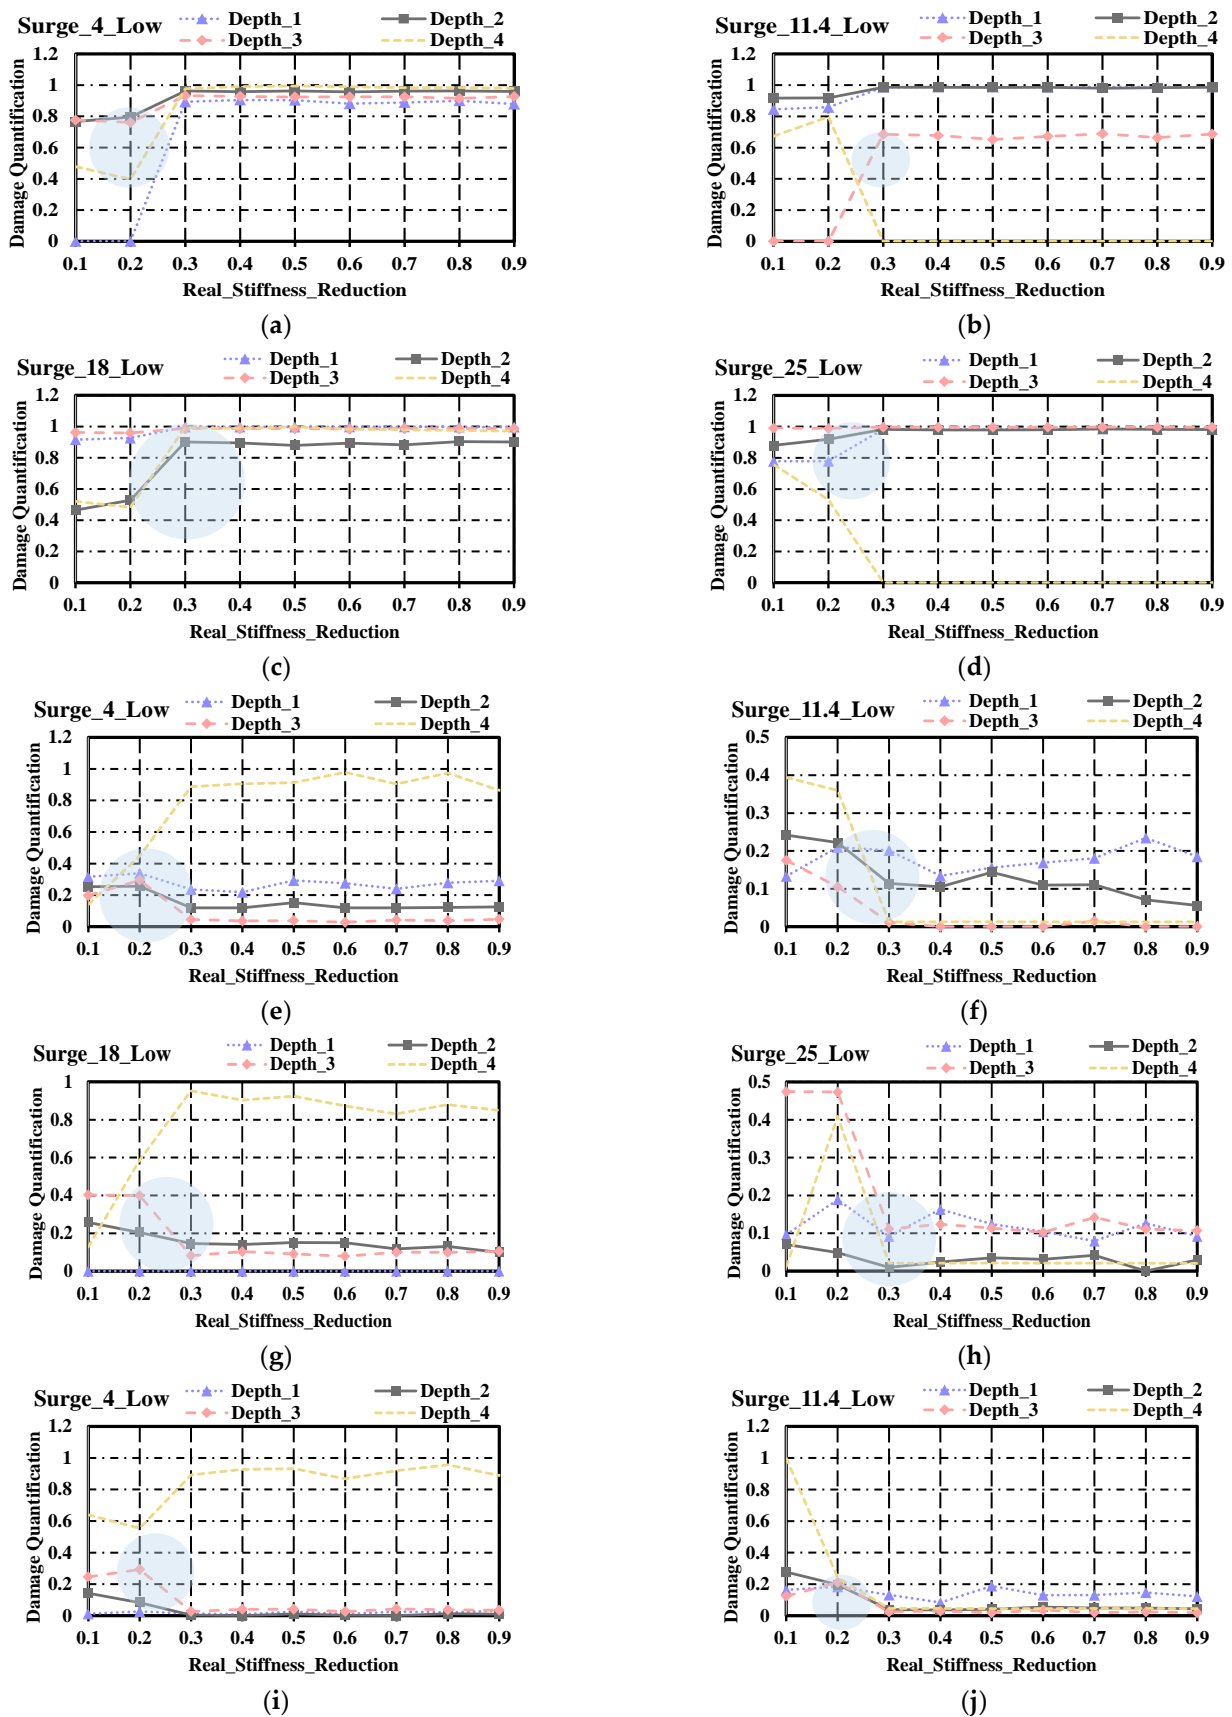 Surge_4_Low
Depth_1 Depth_2
Depth_3 Depth_4
Damage Quantification
1.2
1
0.8
0.6
0.4
0.2
0
0.1 0.2 0.3 0.4 0.5 0.6 0.7 0.8 0.9
Real_Stiffness_Reduction
(a)
Surge_11.4_Low
Depth_1 Depth_2
Depth_3 Depth_4
Damage Quantification
1.2
1
0.8
0.6
0.4
0.2
0
0.1 0.2 0.3 0.4 0.5 0.6 0.7 0.8 0.9
Real_Stiffness_Reduction
(b)
Surge_18_Low
Depth_1 Depth_2
Depth_3 Depth_4
Damage Quantification
1.2
1
0.8
0.6
0.4
0.2
0
0.1 0.2 0.3 0.4 0.5 0.6 0.7 0.8 0.9
Real_Stiffness_Reduction
(c)
Surge_25_Low
Depth_1 Depth_2
Depth_3 Depth_4
Damage Quantification
1.2
1
0.8
0.6
0.4
0.2
0
0.1 0.2 0.3 0.4 0.5 0.6 0.7 0.8 0.9
Real_Stiffness_Reduction
(d)
Surge_4_Low
Depth_1 Depth_2
Depth_3 Depth_4
Damage Quantification
1.2
1
0.8
0.6
0.4
0.2
0
0.1 0.2 0.3 0.4 0.5 0.6 0.7 0.8 0.9
Real_Stiffness_Reduction
(e)
Surge_11.4_Low
Depth_1 Depth_2
Depth_3 Depth_4
Damage Quantification
0.5
0.4
0.3
0.2
0.1
0
0.1 0.2 0.3 0.4 0.5 0.6 0.7 0.8 0.9
Real_Stiffness_Reduction
(f)
Surge_18_Low
Depth_1 Depth_2
Depth_3 Depth_4
Damage Quantification
1
0.8
0.6
0.4
0.2
0
0.1 0.2 0.3 0.4 0.5 0.6 0.7 0.8 0.9
Real_Stiffness_Reduction
(g)
Surge_25_Low
Depth_1 Depth_2
Depth_3 Depth_4
Damage Quantification
0.5
0.4
0.3
0.2
0.1
0
0.1 0.2 0.3 0.4 0.5 0.6 0.7 0.8 0.9
Real_Stiffness_Reduction
(h)
Surge_4_Low
Depth_1 Depth_2
Depth_3 Depth_4
Damage Quantification
1.2
1
0.8
0.6
0.4
0.2
0
0.1 0.2 0.3 0.4 0.5 0.6 0.7 0.8 0.9
Real_Stiffness_Reduction
(i)
Surge_11.4_Low
Depth_1 Depth_2
Depth_3 Depth_4
Damage Quantification
1.2
1
0.8
0.6
0.4
0.2
0
0.1 0.2 0.3 0.4 0.5 0.6 0.7 0.8 0.9
Real_Stiffness_Reduction
(j)